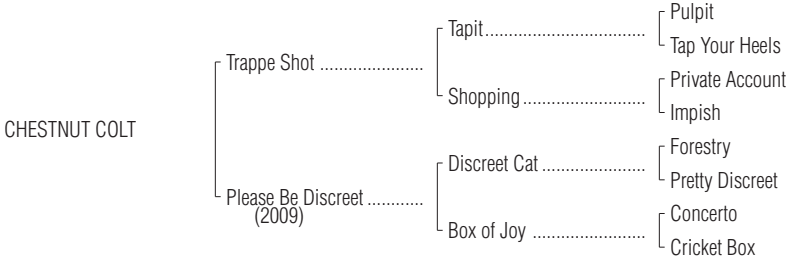 Pulpit
Tapit..................................
Tap Your Heels
Trappe Shot ......................
Private Account
Shopping..........................
Impish
CHESTNUT COLT
Forestry
Discreet Cat ......................
Pretty Discreet
Please Be Discreet ............
(2009)
Concerto
Box of Joy ........................
Cricket Box